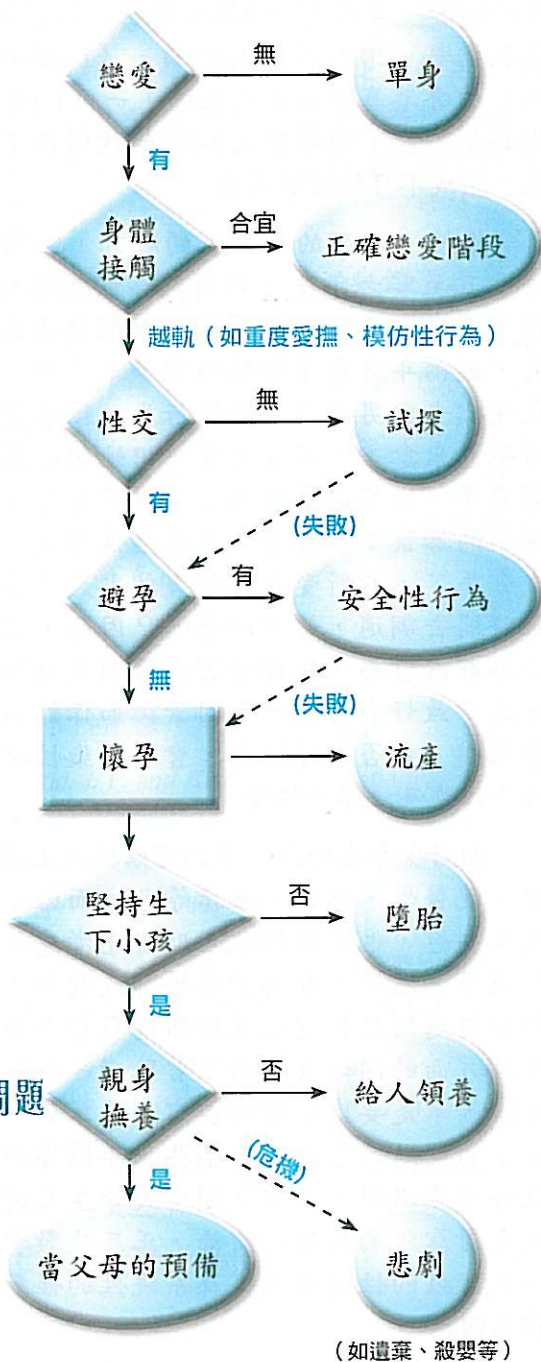 戀愛
無
單身
有
身體
接觸
合宜
正確戀愛階段
越軌（如重度愛撫、模仿性行為）
性交
無
試探
有
(失敗)
避孕
有
安全性行為
無
(失敗)
懷孕
流產
堅持生
下小孩
否
墮胎
是
問題
親身
撫養
否
給人領養
(危機)
是
當父母的預備
悲劇
（如遺棄、殺嬰等）